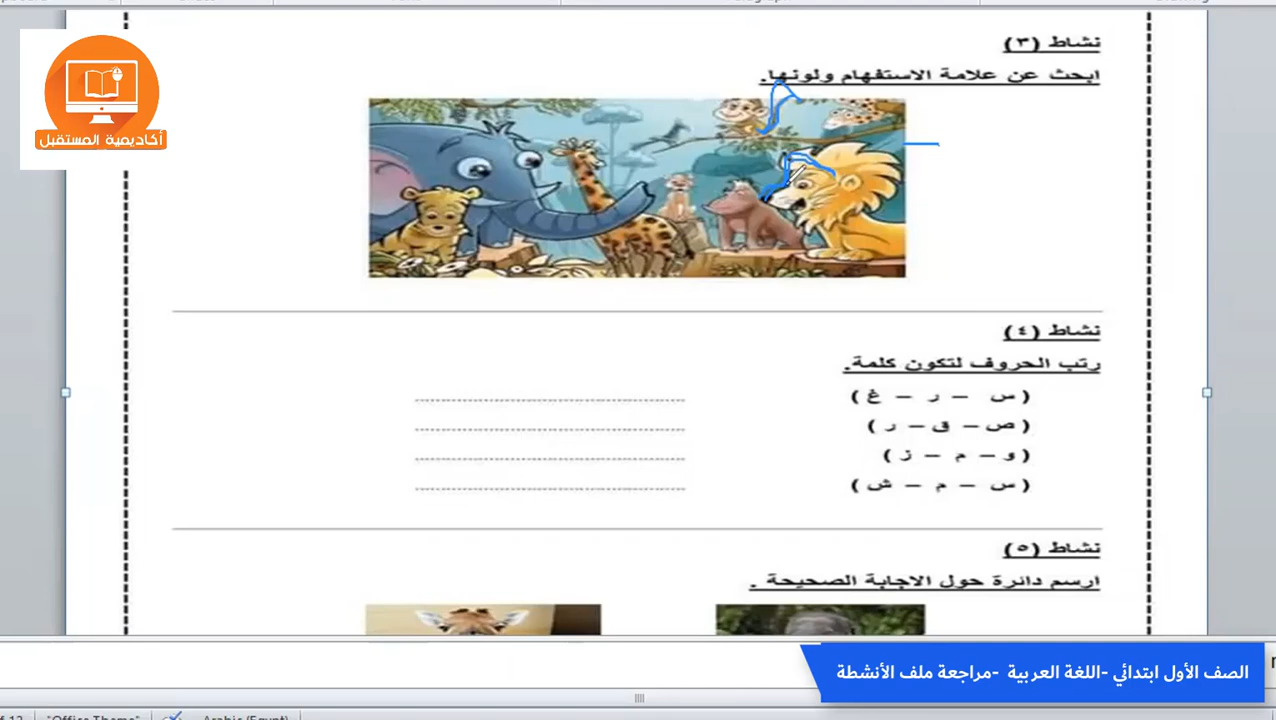 نشاط (٣)
ابحث عن علامة الاستفهام ولونها.
أكاديمية المستقبل
نشاط (٤)
رتب الحروف لتكون كلمة.
( س – ر – غ )
( ص – ق – ر )
( و – م – ز )
( س – م – ش )
نشاط (٥)
ارسم دائرة حول الاجابة الصحيحة .
الصف الأول ابتدائي -اللغة العربية -مراجعة ملف الأنشطة